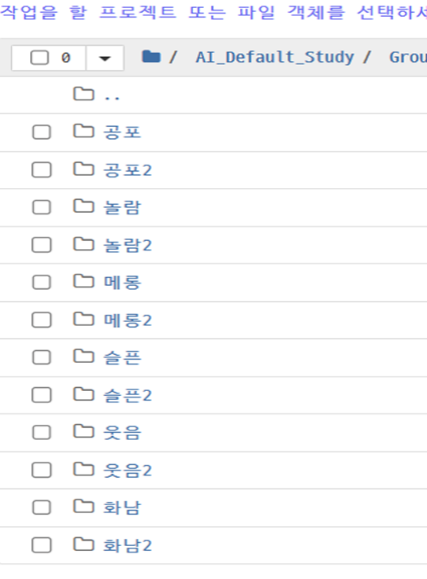 작업을 할 프로젝트 또는 파일 객체를 선택하세
0 / AI_Default_Study / Grou
..
공포
공포2
놀람
놀람2
메롱
메롱2
슬픈
슬픈2
웃음
웃음2
화남
화남2